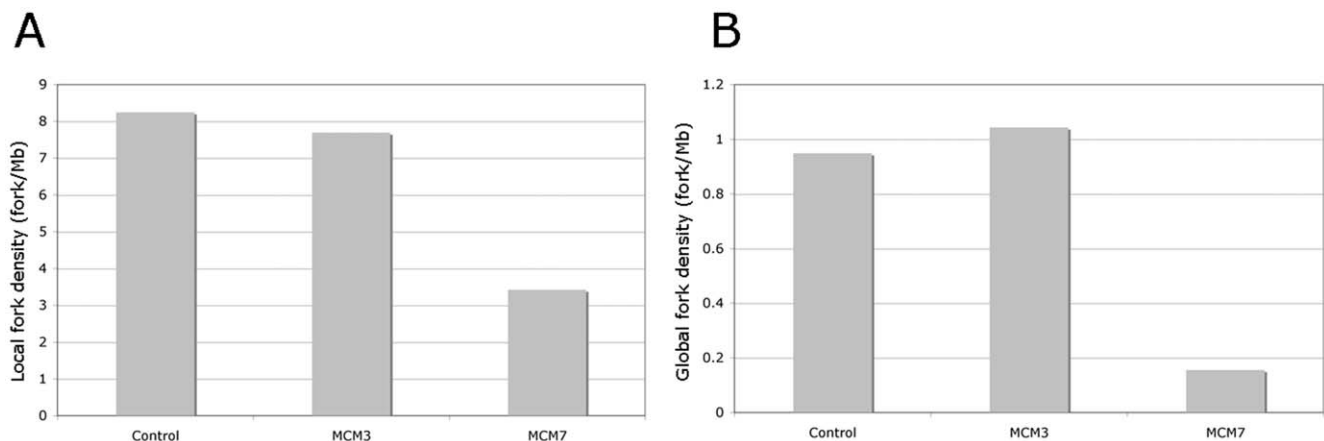 A
Local fork density (fork/Mb)
9
8
7
6
5
4
3
2
1
0
Control
MCM3
MCM7
B
Global fork density (fork/Mb)
1.2
1
0.8
0.6
0.4
0.2
0
Control
MCM3
MCM7